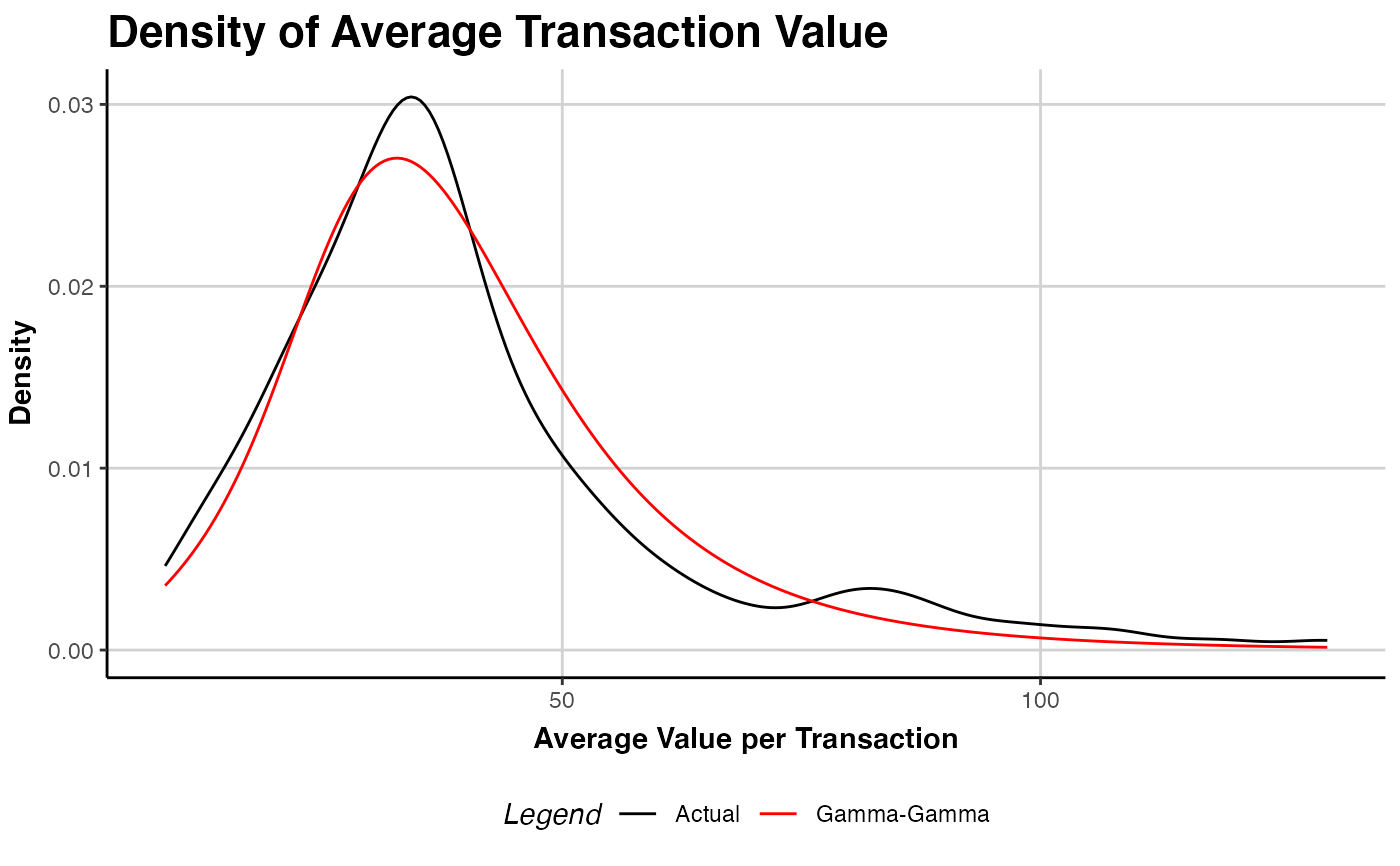 Density of Average Transaction Value
Density
0.03
0.02
0.01
0.00
50 100
Average Value per Transaction
Legend Actual Gamma-Gamma